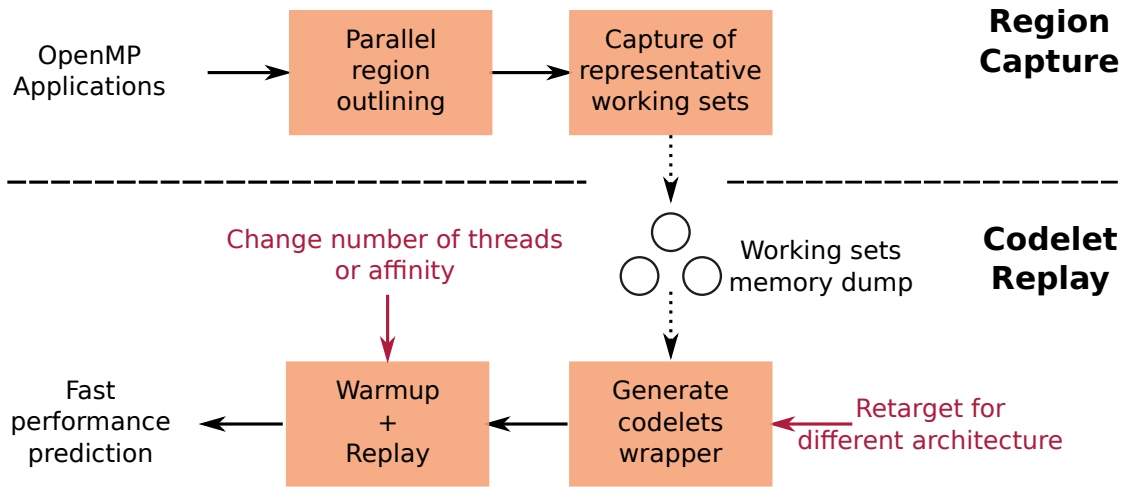 OpenMP
Applications
Parallel
region
outlining
Capture of
representative
working sets
Region
Capture
Change number of threads
or affinity
Working sets
memory dump
Codelet
Replay
Fast
performance
prediction
Warmup
+
Replay
Generate
codelets
wrapper
Retarget for
different architecture